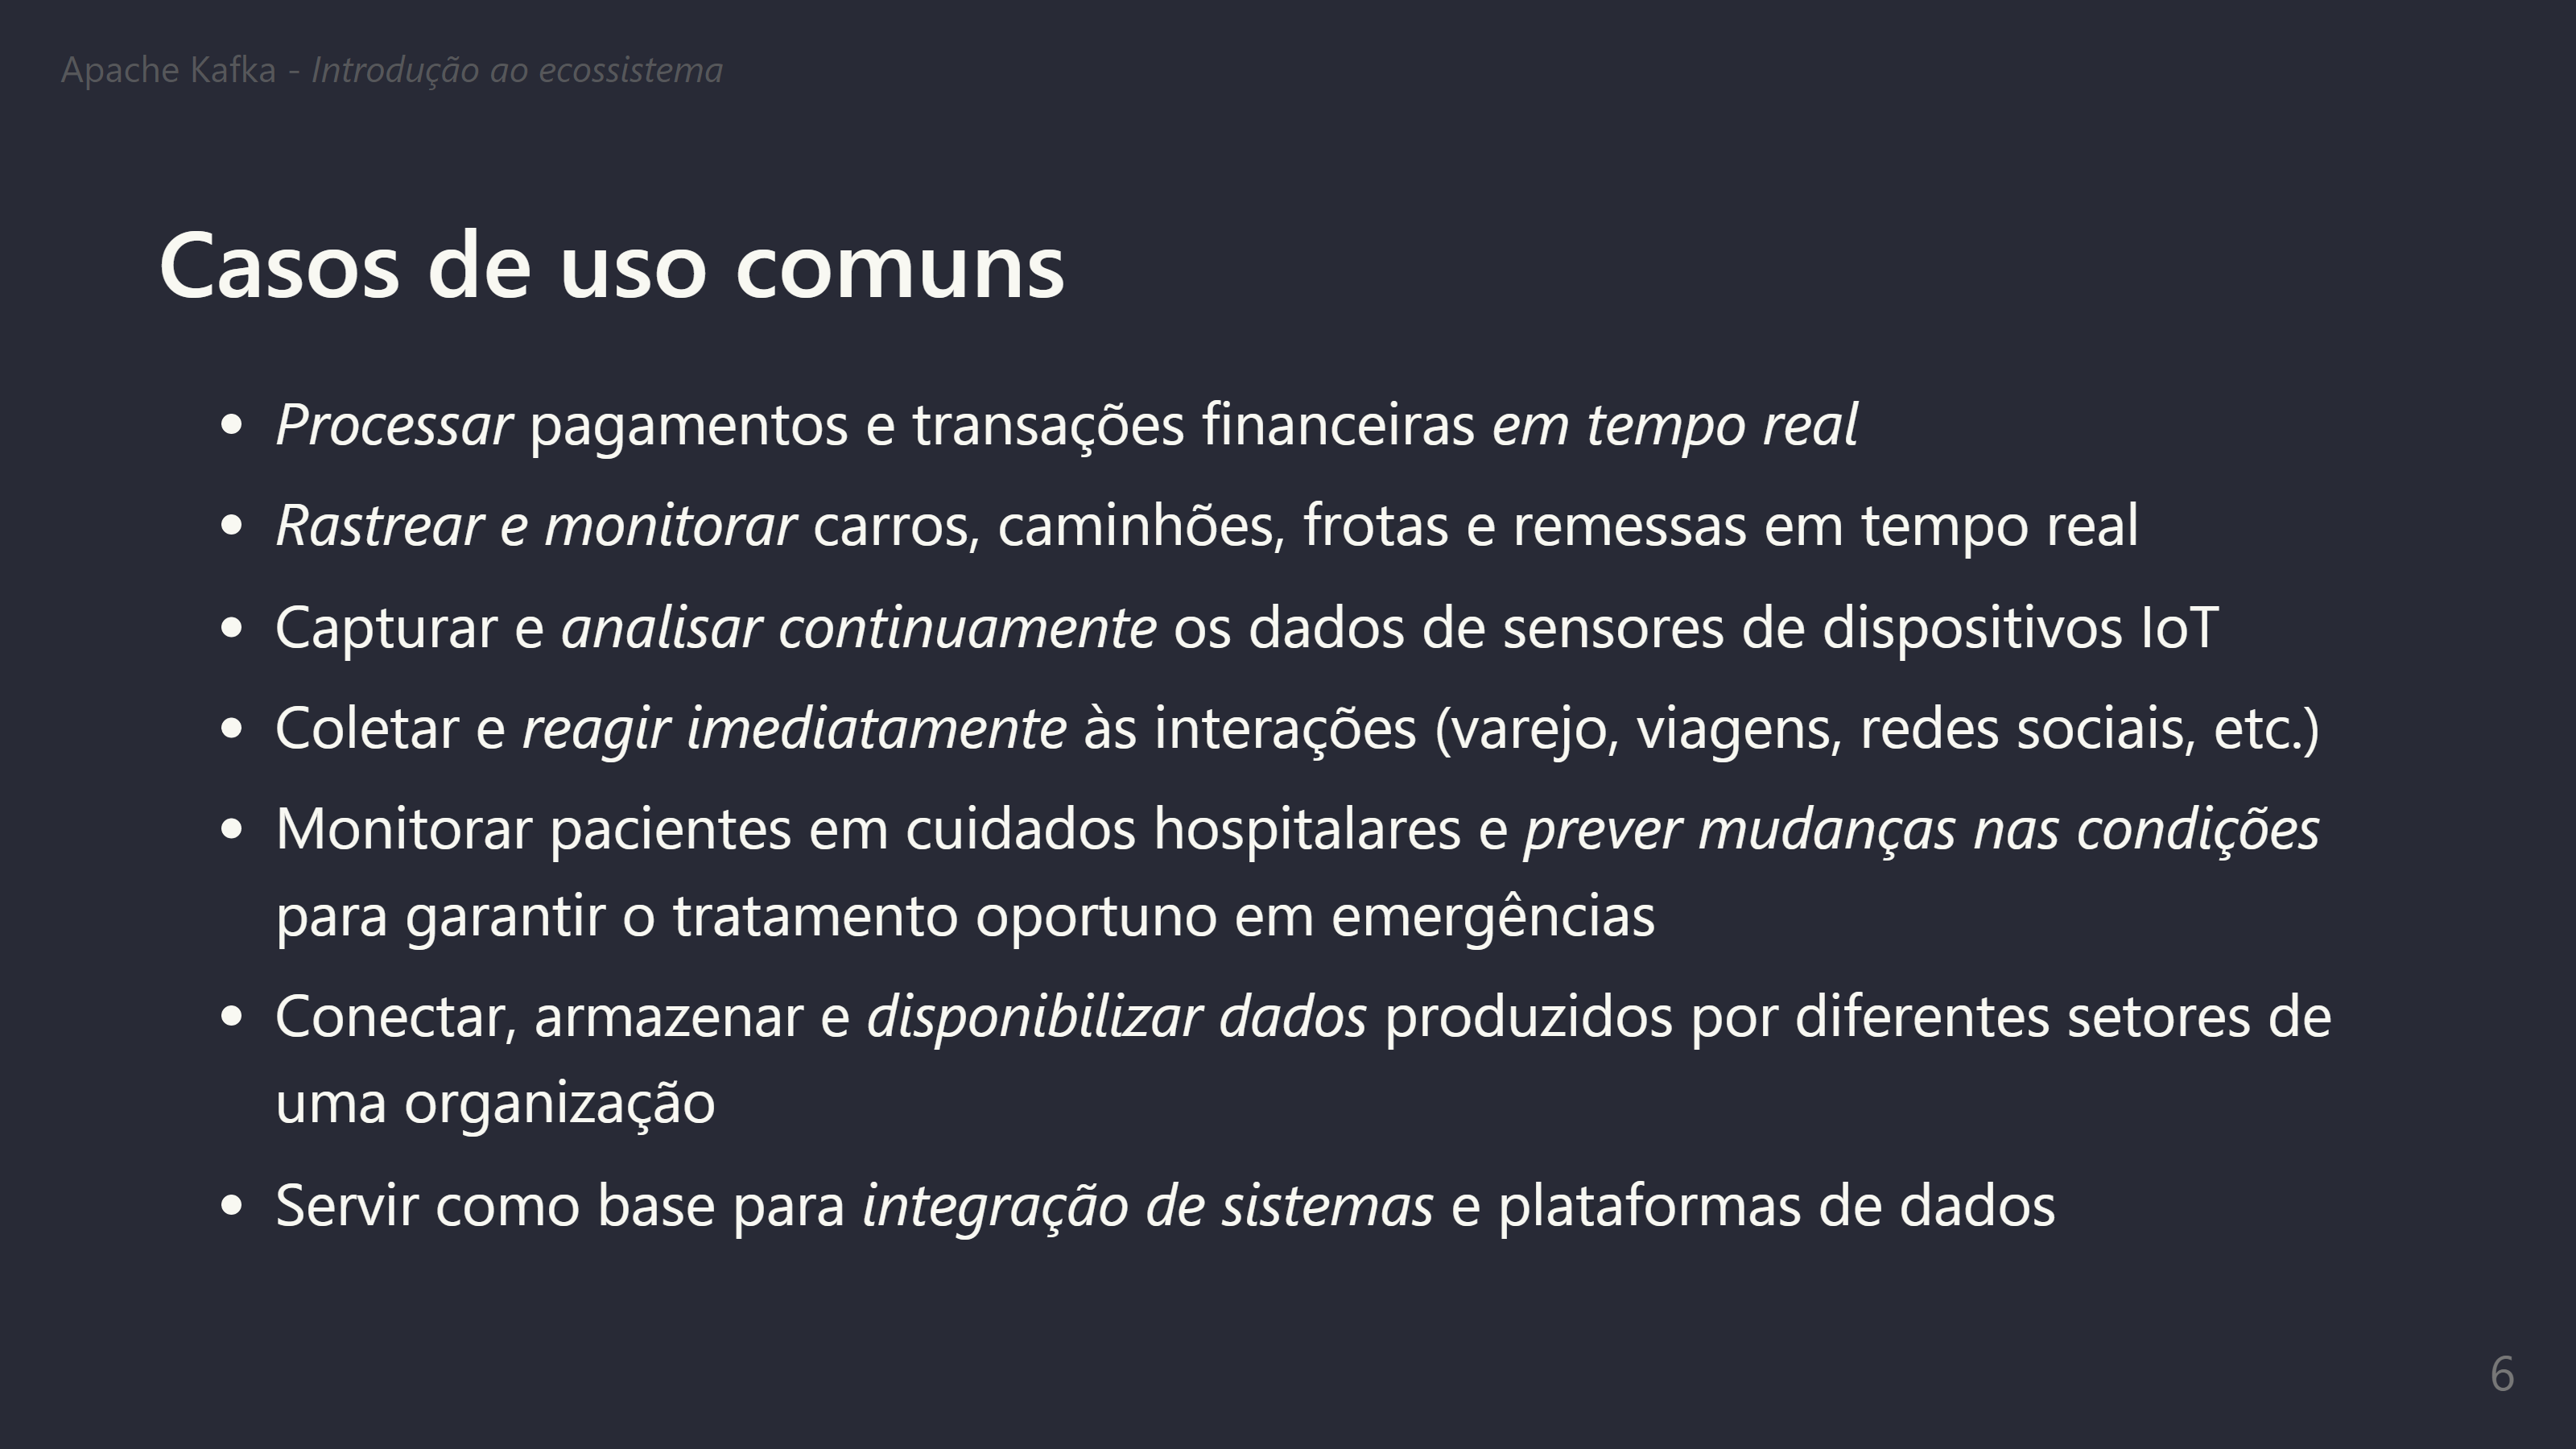 Apache Kafka - Introdução ao ecossistema
Casos de uso comuns
• Processar pagamentos e transações financeiras em tempo real
• Rastrear e monitorar carros, caminhões, frotas e remessas em tempo real
• Capturar e analisar continuamente os dados de sensores de dispositivos IoT
• Coletar e reagir imediatamente às interações (varejo, viagens, redes sociais, etc.)
• Monitorar pacientes em cuidados hospitalares e prever mudanças nas condições
para garantir o tratamento oportuno em emergências
• Conectar, armazenar e disponibilizar dados produzidos por diferentes setores de
uma organização
• Servir como base para integração de sistemas e plataformas de dados
6